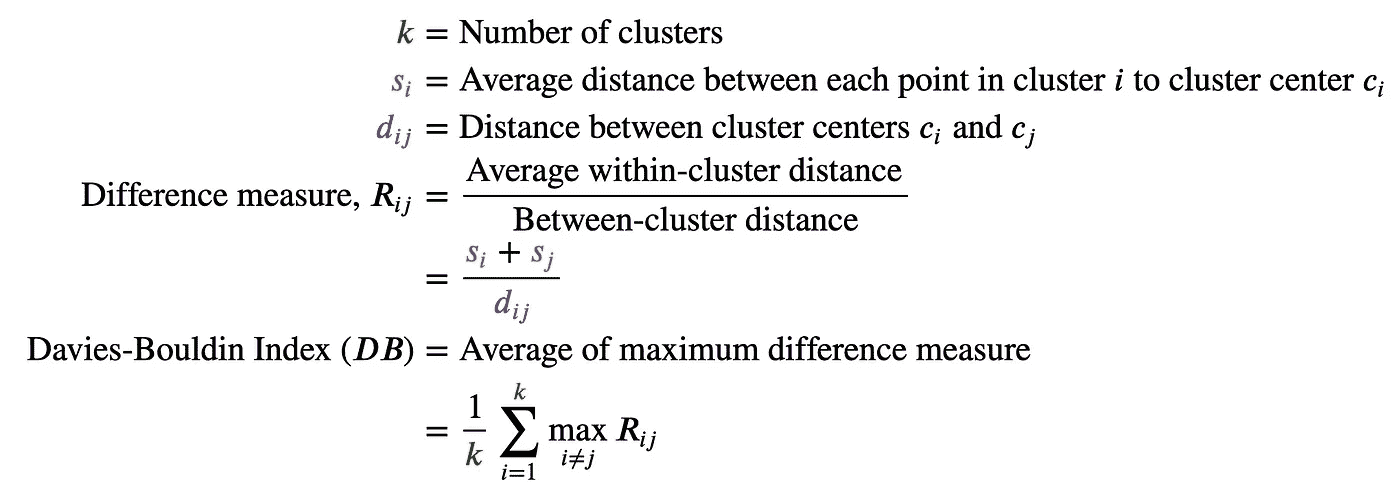 k = Number of clusters
s_i = Average distance between each point in cluster i to cluster center c_i
d_{ij} = Distance between cluster centers c_i and c_j
Difference measure, R_{ij} = \frac{Average within-cluster distance}{Between-cluster distance}
= \frac{s_i + s_j}{d_{ij}}
Davies-Bouldin Index (DB) = Average of maximum difference measure
= \frac{1}{k} \sum_{i=1}^{k} \max_{i≠j} R_{ij}